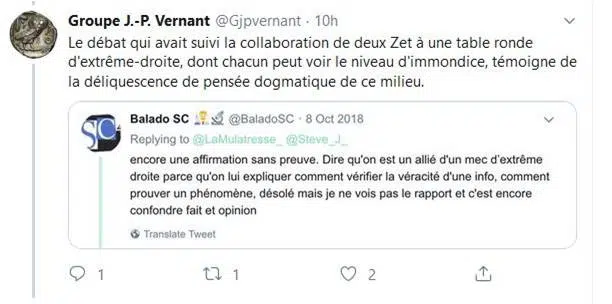 Groupe J.-P. Vernant @Gjpvernant · 10h
Le débat qui avait suivi la collaboration de deux Zet à une table ronde
d'extrême-droite, dont chacun peut voir le niveau d'immondice, témoigne de
la déliquescence de pensée dogmatique de ce milieu.
SC
Balado SC @BaladoSC · 8 Oct 2018
Replying to @LaMulatresse_ @Steve_J_
encore une affirmation sans preuve. Dire qu'on est un allié d'un mec d'extrême
droite parce qu'on lui expliquer comment vérifier la véracité d'une info, comment
prouver un phénomène, désolé mais je ne vois pas le rapport et c'est encore
confondre fait et opinion
Translate Tweet
1 1 2